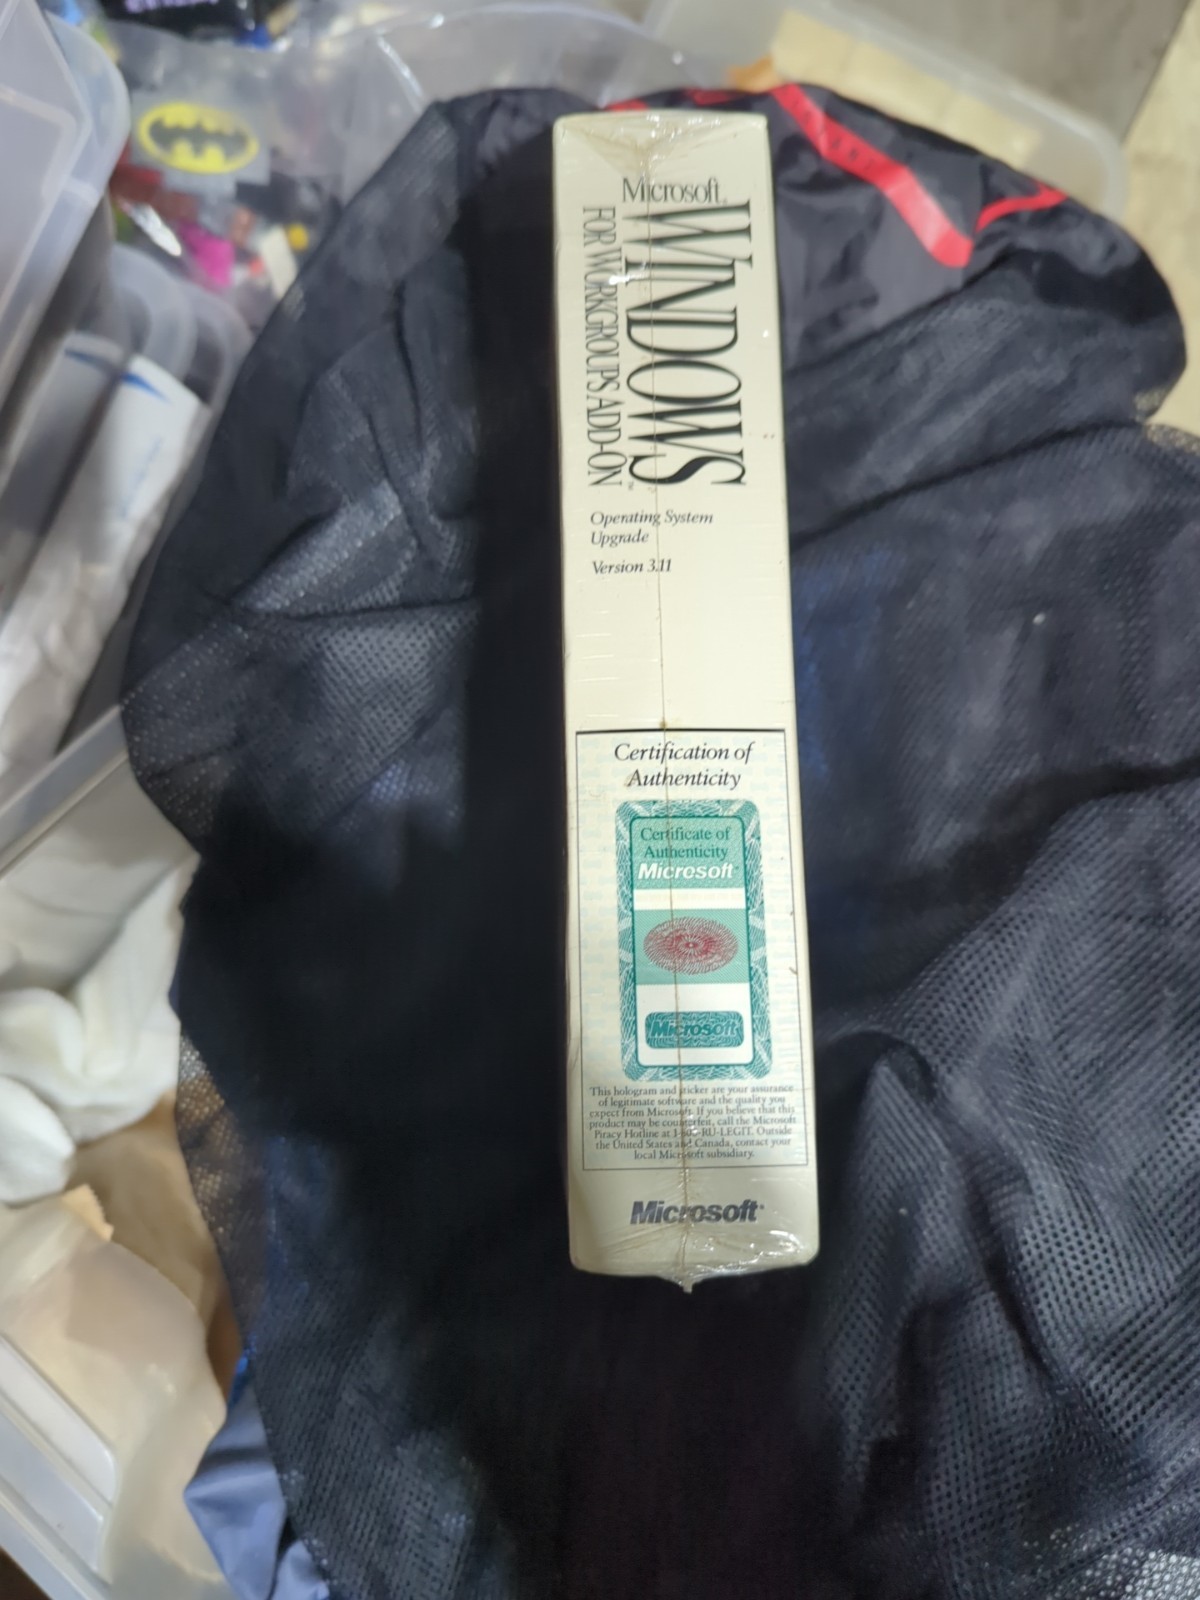 Microsoft®
WINDOWS™
FOR WORKGROUPS ADD-ON
Operating System
Upgrade
Version 3.11
Certification of
Authenticity
Certificate of
Authenticity
Microsoft
Microsoft
This hologram and sticker are your assurance
of legitimate software and the quality you
expect from Microsoft. If you believe that this
product may be counterfeit, call the Microsoft
Piracy Hotline at 1-800-RU-LEGIT. Outside
the United States and Canada, contact your
local Microsoft subsidiary.
Microsoft®